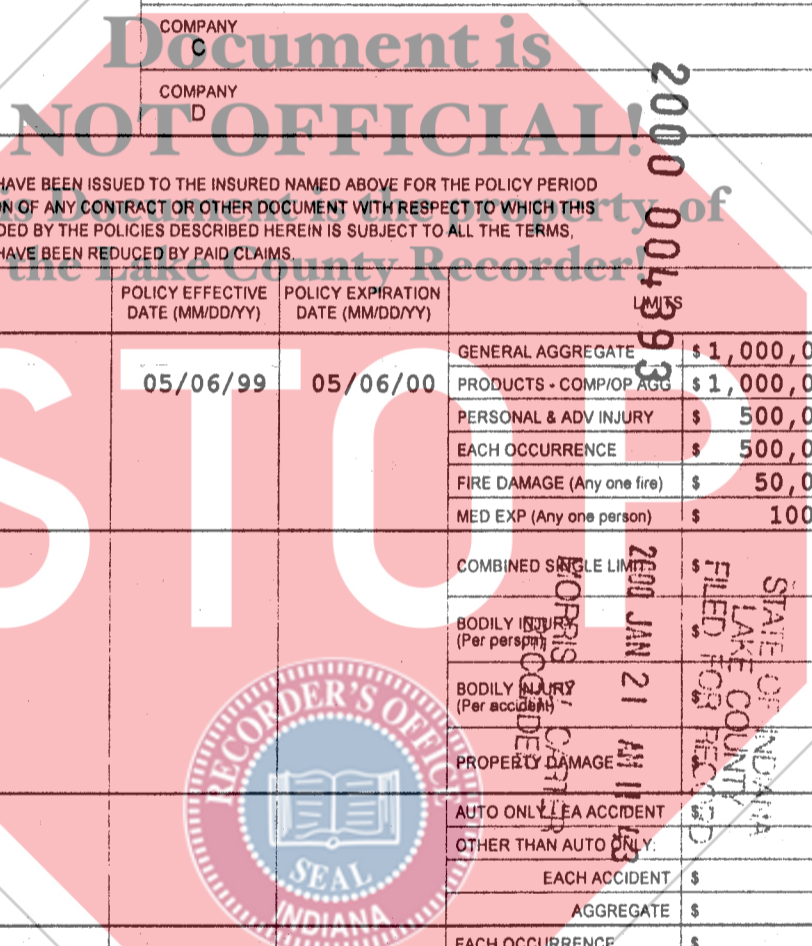 COMPANY
C
Document is
COMPANY
D
NOT OFFICIAL!
HAVE BEEN ISSUED TO THE INSURED NAMED ABOVE FOR THE POLICY PERIOD
ON OF ANY CONTRACT OR OTHER DOCUMENT WITH RESPECT TO WHICH THIS
DED BY THE POLICIES DESCRIBED HEREIN IS SUBJECT TO ALL THE TERMS,
HAVE BEEN REDUCED BY PAID CLAIMS.
is Document is the property of
the Lake County Recorder!
2000 004393
POLICY EFFECTIVE
DATE (MM/DD/YY)
POLICY EXPIRATION
DATE (MM/DD/YY)
LIMITS
STOP
05/06/99 05/06/00
GENERAL AGGREGATE $ 1,000,0
PRODUCTS - COMP/OP AGG $ 1,000,0
PERSONAL & ADV INJURY $ 500,0
EACH OCCURRENCE $ 500,0
FIRE DAMAGE (Any one fire) $ 50,0
MED EXP (Any one person) $ 100
COMBINED SINGLE LIMIT $
BODILY INJURY
(Per person) $
BODILY INJURY
(Per accident) $
PROPERTY DAMAGE $
AUTO ONLY - EA ACCIDENT $
OTHER THAN AUTO ONLY:
EACH ACCIDENT $
AGGREGATE $
EACH OCCURRENCE $
STATE OF INDIANA
LAKE COUNTY
FILED FOR RECORD
2000 JAN 21 AM 11
MORRIS CARTER
RECORDER
RECORDER'S OFFICE
SEAL
INDIANA